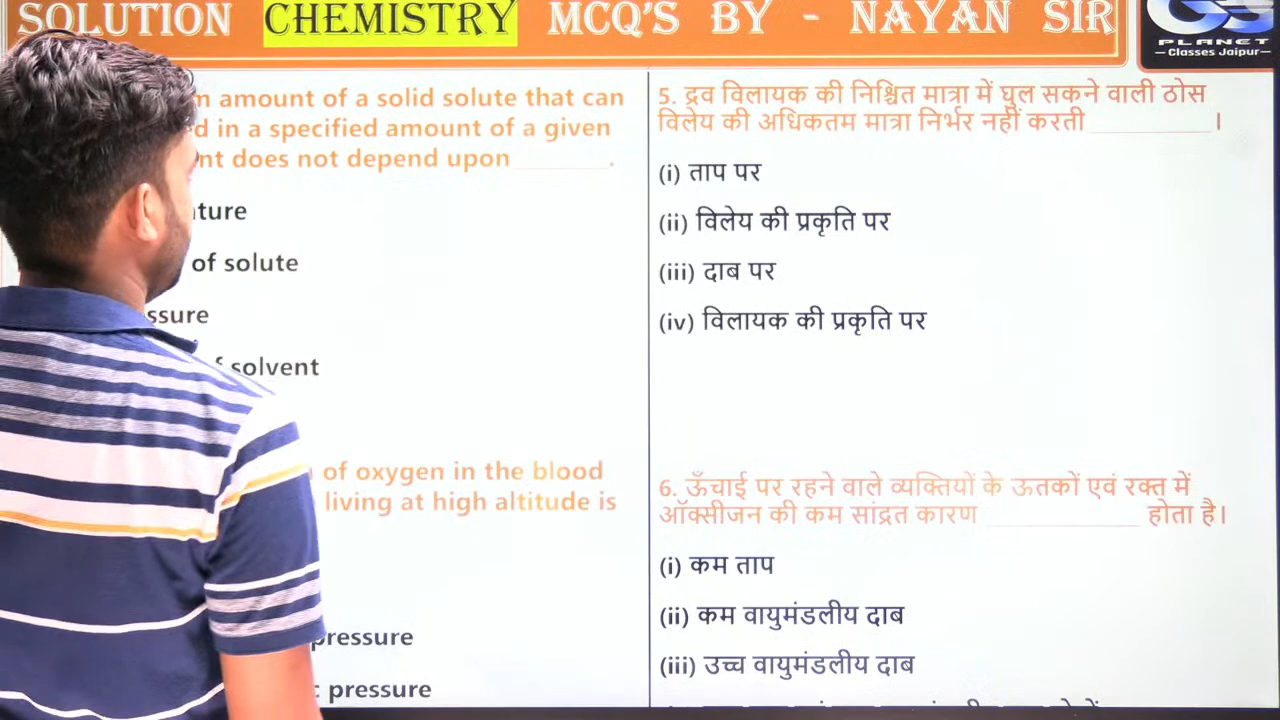 SOLUTION CHEMISTRY MCQ'S BY - NAYAN SIR
PLANET
Classes Jaipur
amount of a solid solute that can
in a specified amount of a given
does not depend upon __________.
of solute
of solvent
of oxygen in the blood
living at high altitude is
pressure
pressure
5. द्रव विलायक की निश्चित मात्रा में घुल सकने वाली ठोस
विलेय की अधिकतम मात्रा निर्भर नहीं करती____________।
(i) ताप पर
(ii) विलेय की प्रकृति पर
(iii) दाब पर
(iv) विलायक की प्रकृति पर
6. ऊँचाई पर रहने वाले व्यक्तियों के ऊतकों एवं रक्त में
ऑक्सीजन की कम सांद्रत कारण ______________ होता है।
(i) कम ताप
(ii) कम वायुमंडलीय दाब
(iii) उच्च वायुमंडलीय दाब